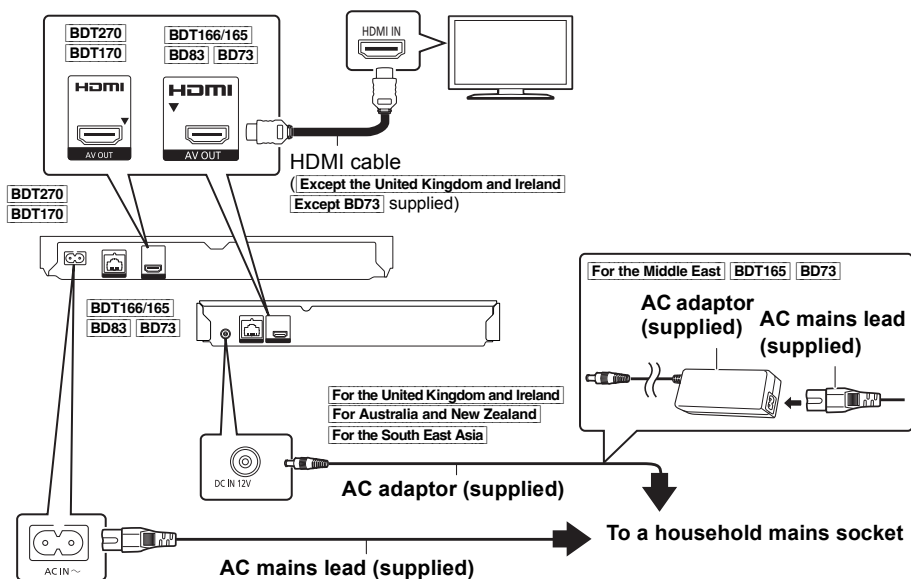 BDT270
BDT170
HDMI
AV OUT
BDT166/165
BD83 BD73
HDMI
AV OUT
HDMI IN
HDMI cable
(Except the United Kingdom and Ireland
Except BD73 supplied)
BDT270
BDT170
BDT166/165
BD83 BD73
For the Middle East BDT165 BD73
AC adaptor
(supplied)
AC mains lead
(supplied)
For the United Kingdom and Ireland
For Australia and New Zealand
For the South East Asia
DC IN 12V
AC adaptor (supplied)
To a household mains socket
AC IN ~
AC mains lead (supplied)